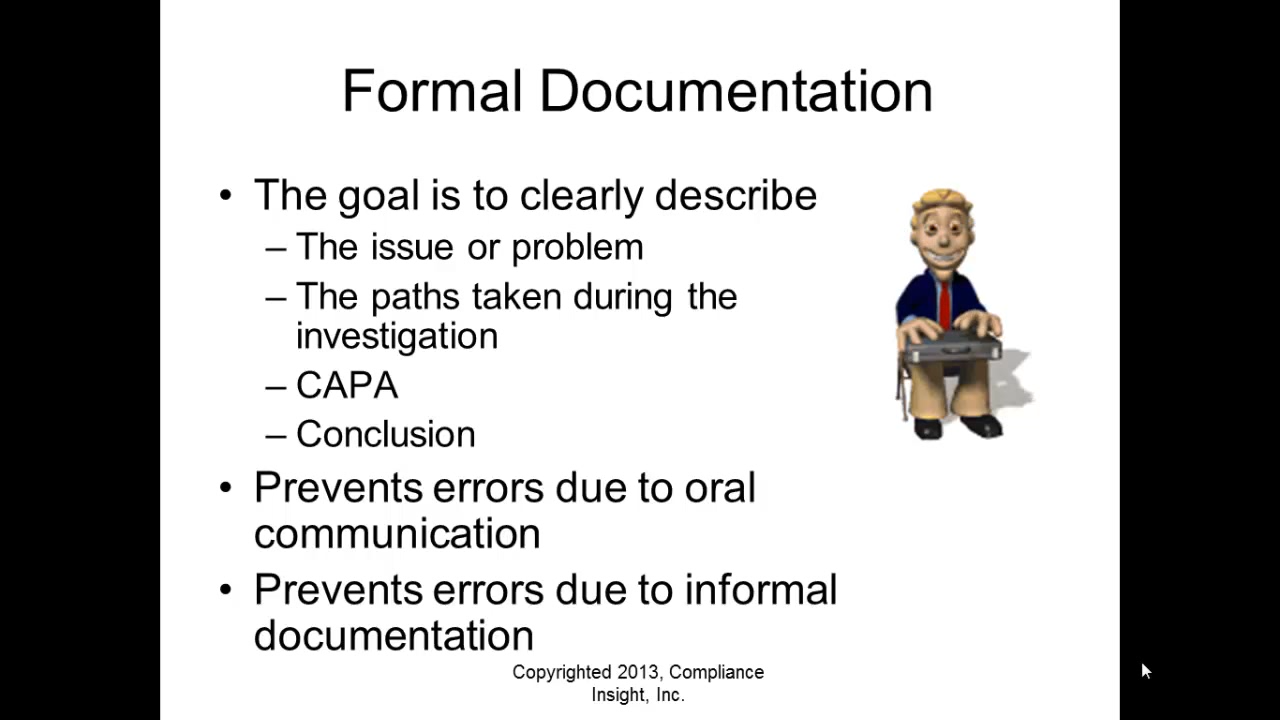 Formal Documentation
• The goal is to clearly describe
– The issue or problem
– The paths taken during the
investigation
– CAPA
– Conclusion
• Prevents errors due to oral
communication
• Prevents errors due to informal
documentation
Copyrighted 2013, Compliance
Insight, Inc.